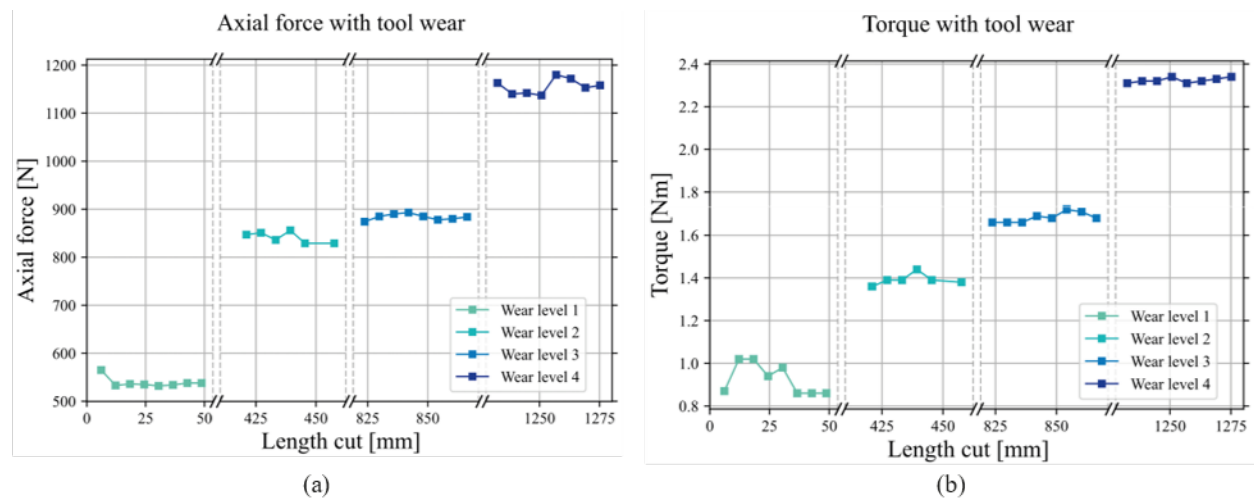 Axial force with tool wear
1200
1100
1000
900
800
700
600
500
Axial force [N]
Wear level 1
Wear level 2
Wear level 3
Wear level 4
0 25 50 425 450 825 850 1250 1275
Length cut [mm]
(a)
Torque with tool wear
2.4
2.2
2.0
1.8
1.6
1.4
1.2
1.0
0.8
Torque [Nm]
Wear level 1
Wear level 2
Wear level 3
Wear level 4
0 25 50 425 450 825 850 1250 1275
Length cut [mm]
(b)